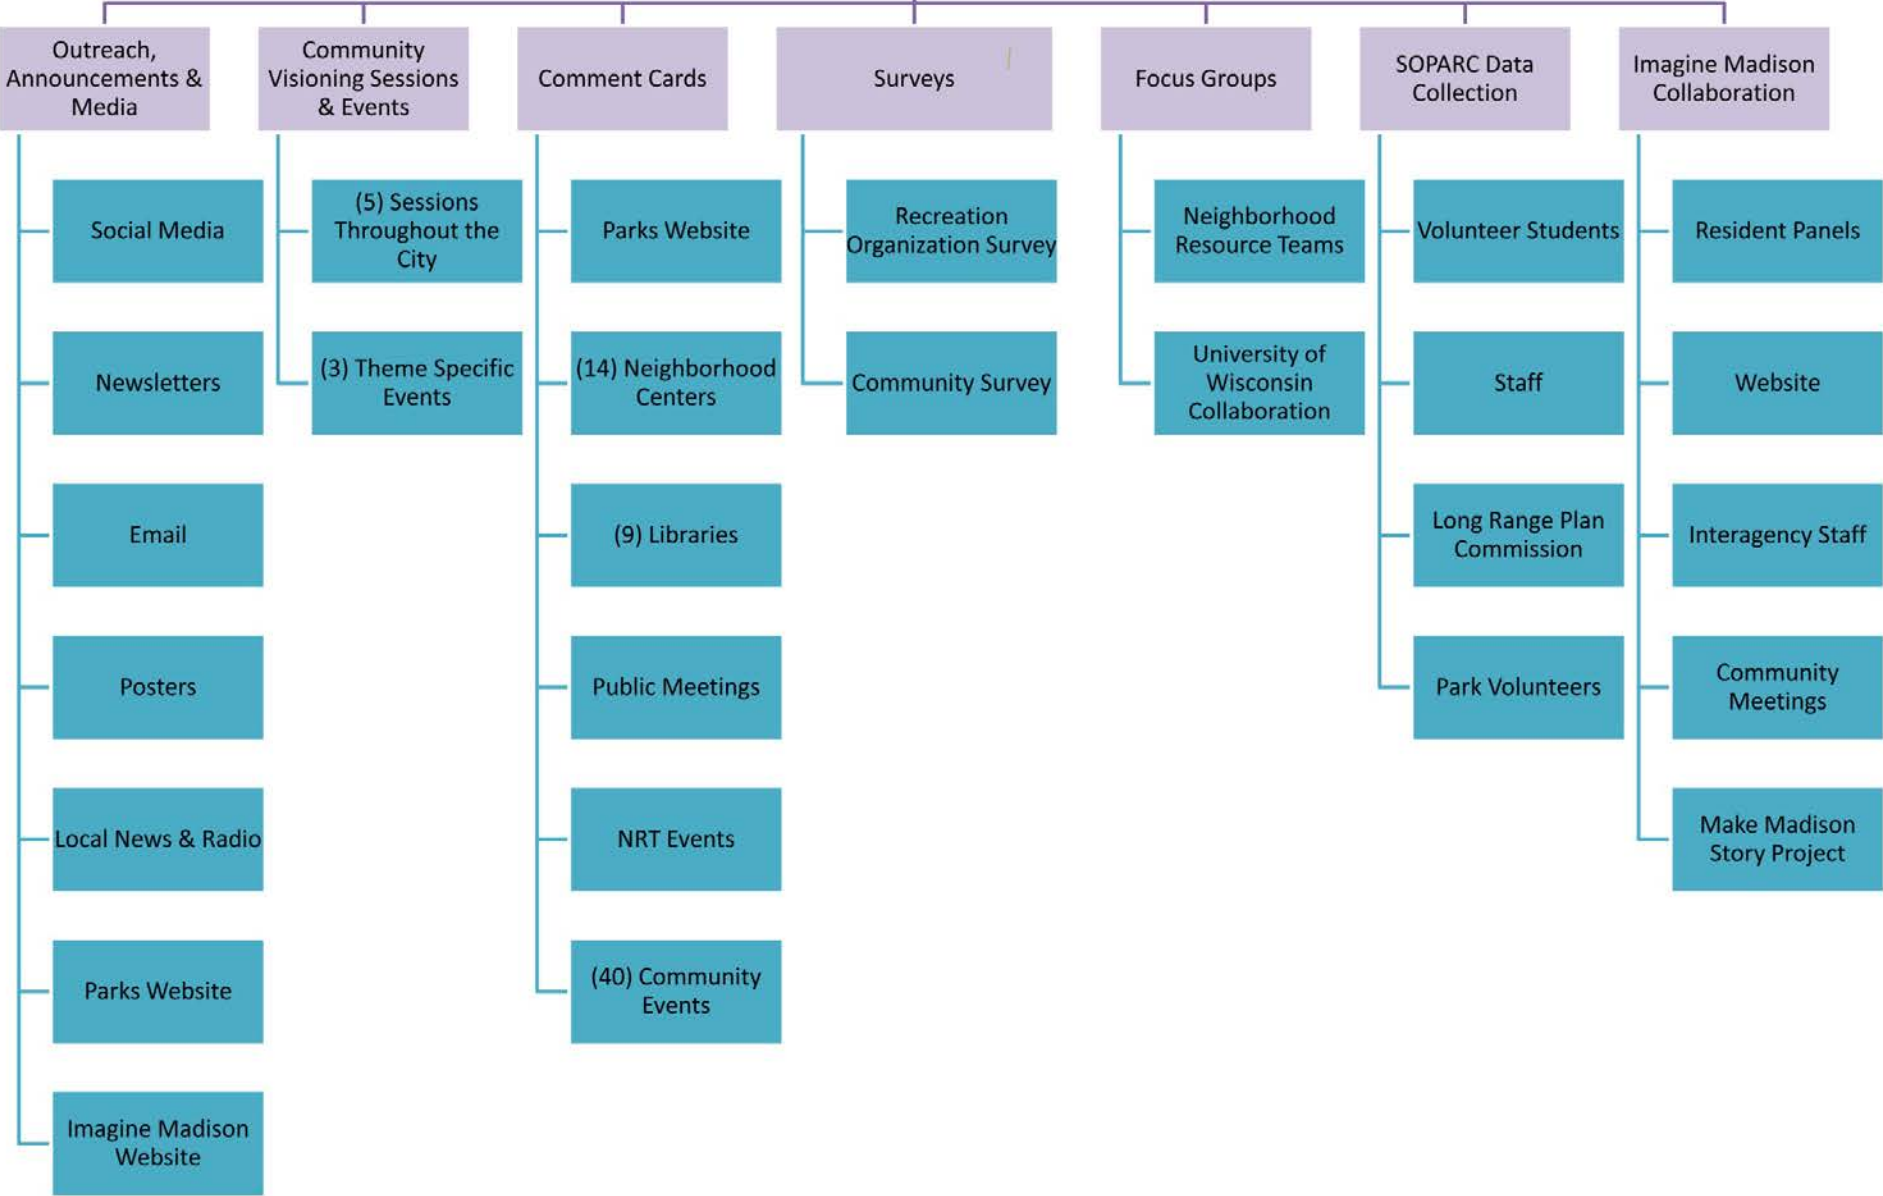 Outreach,
Announcements &
Media
Community
Visioning Sessions
& Events
Comment Cards
Surveys
Focus Groups
SOPARC Data
Collection
Imagine Madison
Collaboration
Social Media
Newsletters
Email
Posters
Local News & Radio
Parks Website
Imagine Madison
Website
(5) Sessions
Throughout the
City
(3) Theme Specific
Events
Parks Website
(14) Neighborhood
Centers
(9) Libraries
Public Meetings
NRT Events
(40) Community
Events
Recreation
Organization Survey
Community Survey
Neighborhood
Resource Teams
University of
Wisconsin
Collaboration
Volunteer Students
Staff
Long Range Plan
Commission
Park Volunteers
Resident Panels
Website
Interagency Staff
Community
Meetings
Make Madison
Story Project